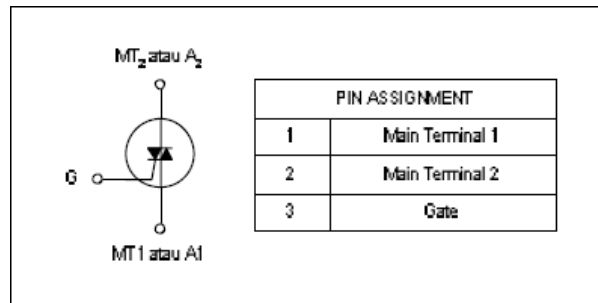 MT₂ atau A₂
G
MT1 atau A1
PIN ASSIGNMENT
1 Main Terminal 1
2 Main Terminal 2
3 Gate